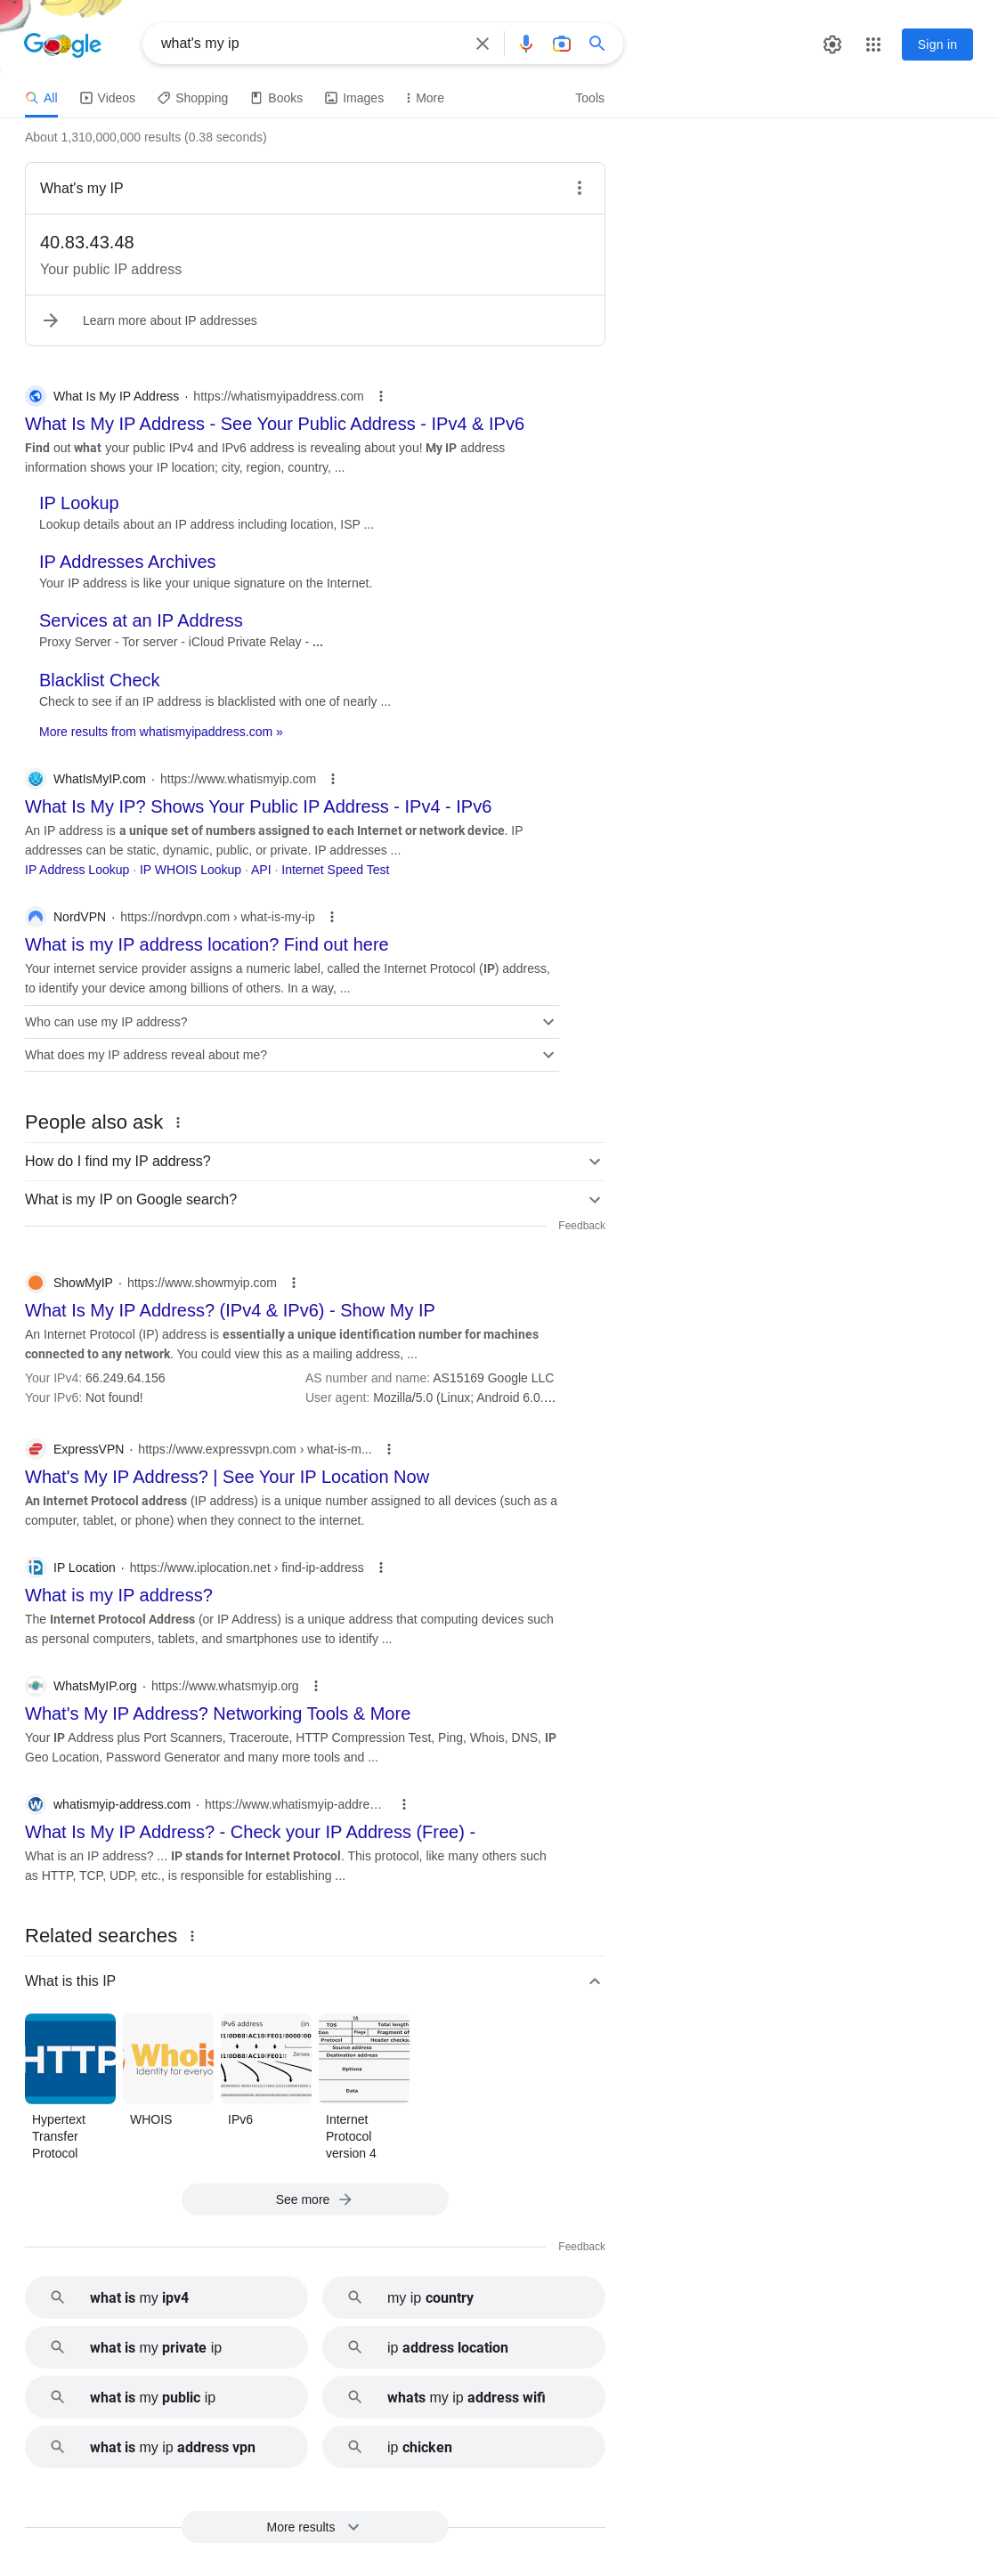 Google
what's my ip
Sign in
All
Videos
Shopping
Books
Images
More
Tools
About 1,310,000,000 results (0.38 seconds)
What's my IP
40.83.43.48
Your public IP address
Learn more about IP addresses
What Is My IP Address · https://whatismyipaddress.com
What Is My IP Address - See Your Public Address - IPv4 & IPv6
Find out what your public IPv4 and IPv6 address is revealing about you! My IP address
information shows your IP location; city, region, country, ...
IP Lookup
Lookup details about an IP address including location, ISP ...
IP Addresses Archives
Your IP address is like your unique signature on the Internet.
Services at an IP Address
Proxy Server - Tor server - iCloud Private Relay - ...
Blacklist Check
Check to see if an IP address is blacklisted with one of nearly ...
More results from whatismyipaddress.com »
WhatIsMyIP.com · https://www.whatismyip.com
What Is My IP? Shows Your Public IP Address - IPv4 - IPv6
An IP address is a unique set of numbers assigned to each Internet or network device. IP
addresses can be static, dynamic, public, or private. IP addresses ...
IP Address Lookup · IP WHOIS Lookup · API · Internet Speed Test
NordVPN · https://nordvpn.com › what-is-my-ip
What is my IP address location? Find out here
Your internet service provider assigns a numeric label, called the Internet Protocol (IP) address,
to identify your device among billions of others. In a way, ...
Who can use my IP address?
What does my IP address reveal about me?
People also ask
How do I find my IP address?
What is my IP on Google search?
Feedback
ShowMyIP · https://www.showmyip.com
What Is My IP Address? (IPv4 & IPv6) - Show My IP
An Internet Protocol (IP) address is essentially a unique identification number for machines
connected to any network. You could view this as a mailing address, ...
Your IPv4: 66.249.64.156
AS number and name: AS15169 Google LLC
Your IPv6: Not found!
User agent: Mozilla/5.0 (Linux; Android 6.0....
ExpressVPN · https://www.expressvpn.com › what-is-m...
What's My IP Address? | See Your IP Location Now
An Internet Protocol address (IP address) is a unique number assigned to all devices (such as a
computer, tablet, or phone) when they connect to the internet.
IP Location · https://www.iplocation.net › find-ip-address
What is my IP address?
The Internet Protocol Address (or IP Address) is a unique address that computing devices such
as personal computers, tablets, and smartphones use to identify ...
WhatsMyIP.org · https://www.whatsmyip.org
What's My IP Address? Networking Tools & More
Your IP Address plus Port Scanners, Traceroute, HTTP Compression Test, Ping, Whois, DNS, IP
Geo Location, Password Generator and many more tools and ...
whatismyip-address.com · https://www.whatismyip-addre...
What Is My IP Address? - Check your IP Address (Free) -
What is an IP address? ... IP stands for Internet Protocol. This protocol, like many others such
as HTTP, TCP, UDP, etc., is responsible for establishing ...
Related searches
What is this IP
HTTP
Whois
Identity for everyo
IPv6 address (in
Zeroes
16
TOS Total length
Flags Fragment of
Protocol Header checks
Source address
Destination address
Options
Data
Hypertext
Transfer
Protocol
WHOIS
IPv6
Internet
Protocol
version 4
See more
Feedback
what is my ipv4
my ip country
what is my private ip
ip address location
what is my public ip
whats my ip address wifi
what is my ip address vpn
ip chicken
More results